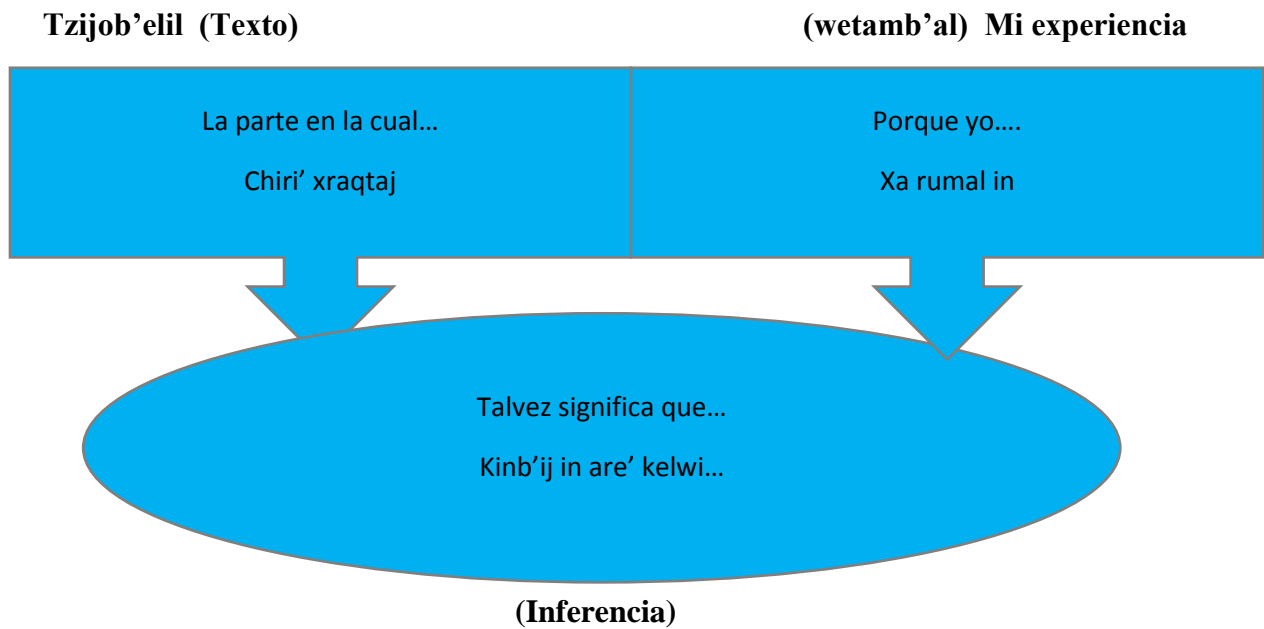 Tzijob’elil (Texto)
(wetamb’al) Mi experiencia
La parte en la cual…
Chiri’ xraqtaj
Porque yo….
Xa rumal in
Talvez significa que…
Kinb’ij in are’ kelwi…
(Inferencia)